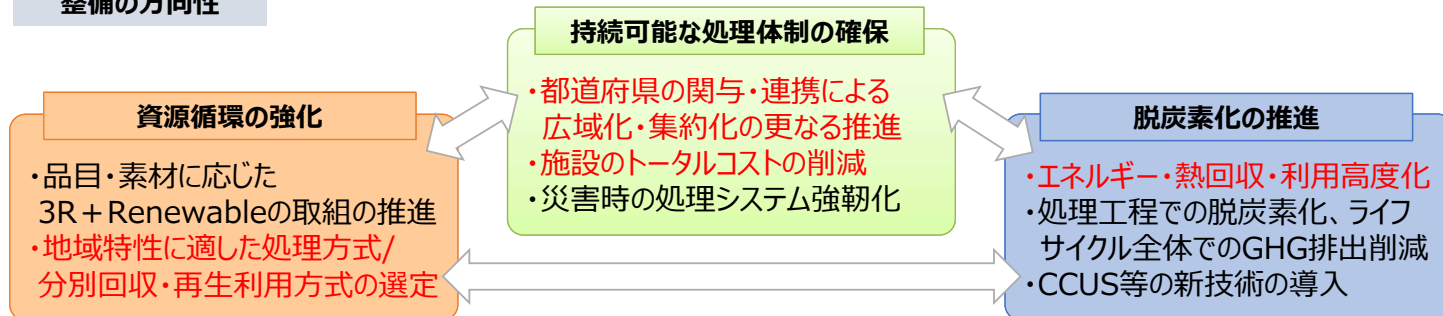 整備の方向性
持続可能な処理体制の確保
・都道府県の関与・連携による
広域化・集約化の更なる推進
・施設のトータルコストの削減
・災害時の処理システム強靭化
資源循環の強化
・品目・素材に応じた
3R+Renewableの取組の推進
・地域特性に適した処理方式/
分別回収・再生利用方式の選定
脱炭素化の推進
・エネルギー・熱回収・利用高度化
・処理工程での脱炭素化、ライフ
サイクル全体でのGHG排出削減
・CCUS等の新技術の導入